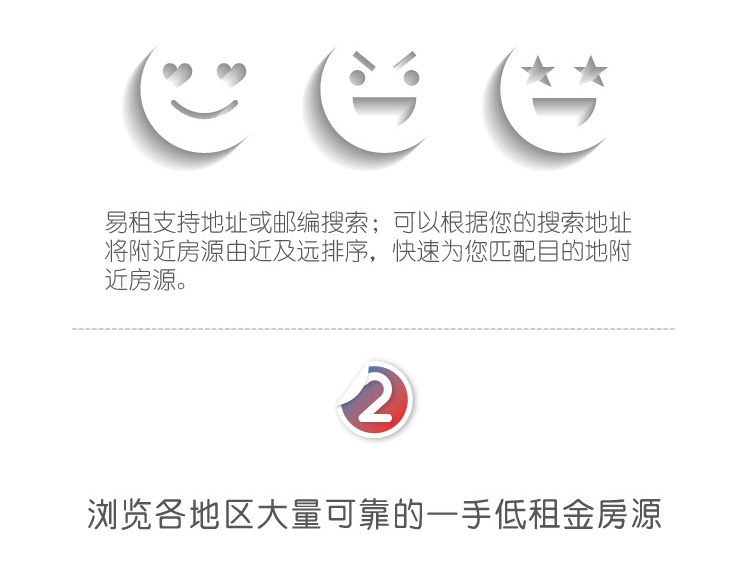 易租支持地址或邮编搜索；可以根据您的搜索地址
将附近房源由近及远排序，快速为您匹配目的地附
近房源。
2
浏览各地区大量可靠的一手低租金房源